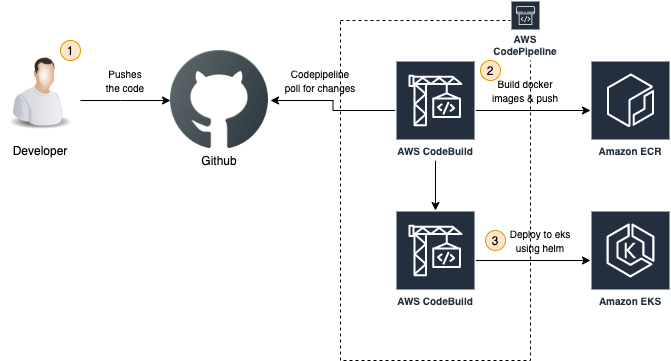 AWS
CodePipeline
1
Pushes
the code
Developer
Github
Codepipeline
poll for changes
2
Build docker
images & push
AWS CodeBuild
Amazon ECR
3
Deploy to eks
using helm
AWS CodeBuild
K
Amazon EKS